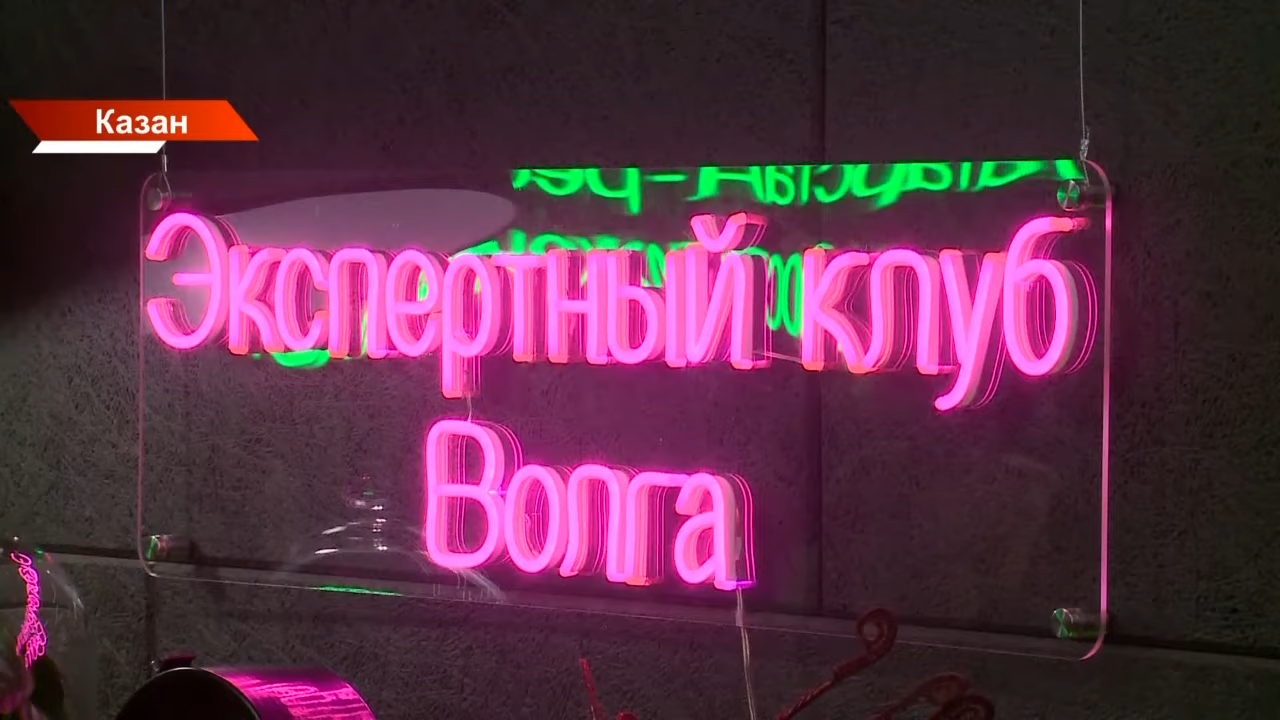 Казан
Экспертный клуб
Волга